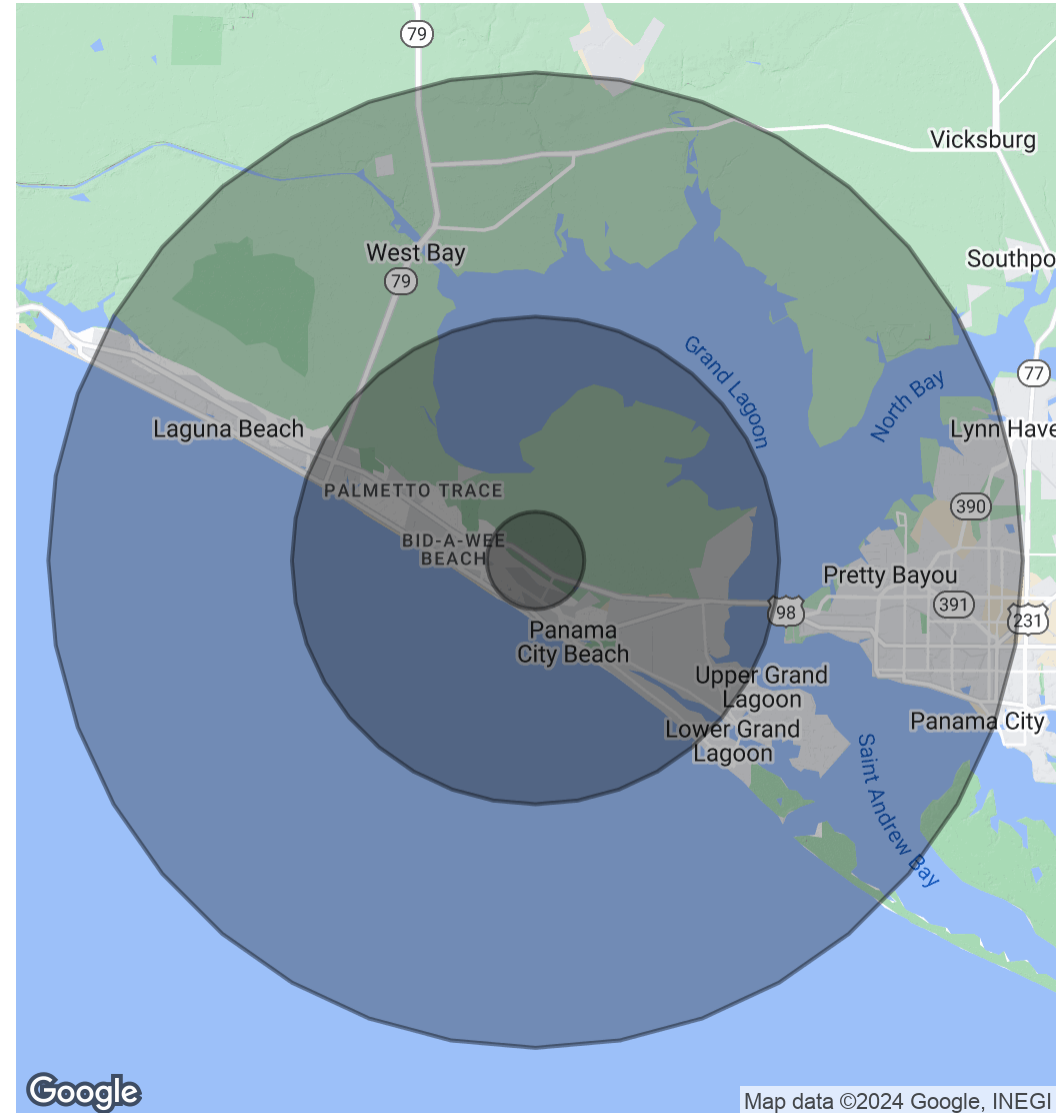 79
Vicksburg
West Bay
Southpo
79
Grand Lagoon
77
North Bay
Laguna Beach
Lynn Have
PALMETTO TRACE
390
BID-A-WEE
BEACH
Pretty Bayou
391
98
231
Panama
City Beach
Upper Grand
Lagoon
Panama City
Lower Grand
Lagoon
Saint Andrew Bay
Google
Map data ©2024 Google, INEGI